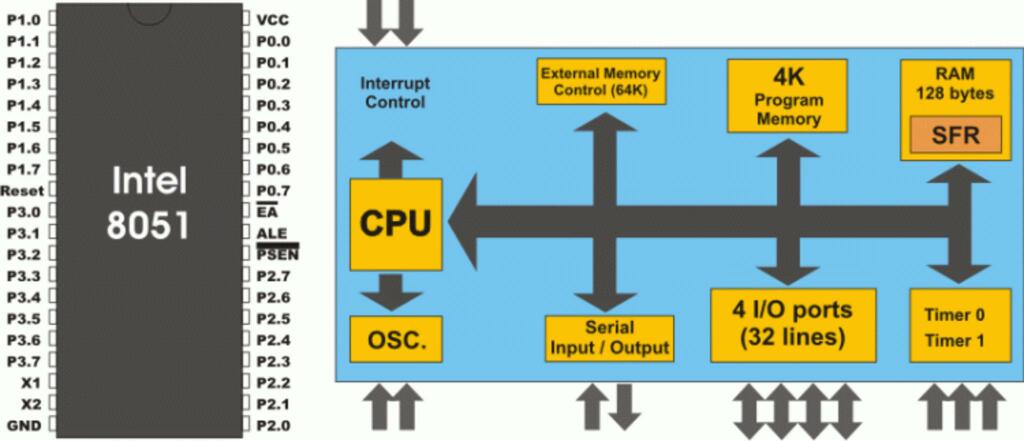 P1.0
P1.1
P1.2
P1.3
P1.4
P1.5
P1.6
P1.7
Reset
P3.0
P3.1
P3.2
P3.3
P3.4
P3.5
P3.6
P3.7
X1
X2
GND
Intel
8051
VCC
P0.0
P0.1
P0.2
P0.3
P0.4
P0.5
P0.6
P0.7
EA
ALE
PSEN
P2.7
P2.6
P2.5
P2.4
P2.3
P2.2
P2.1
P2.0
Interrupt
Control
External Memory
Control (64K)
4K
Program
Memory
RAM
128 bytes
SFR
CPU
OSC.
Serial
Input / Output
4 I/O ports
(32 lines)
Timer 0
Timer 1